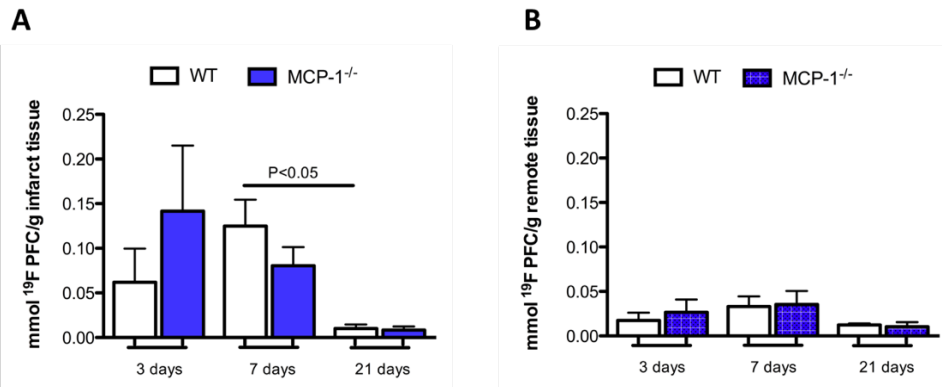 A
WT MCP-1-/-
mmol 19F PFC/g infarct tissue
0.25
0.20
0.15
0.10
0.05
0.00
P<0.05
3 days 7 days 21 days
B
WT MCP-1-/-
mmol 19F PFC/g remote tissue
0.25
0.20
0.15
0.10
0.05
0.00
3 days 7 days 21 days